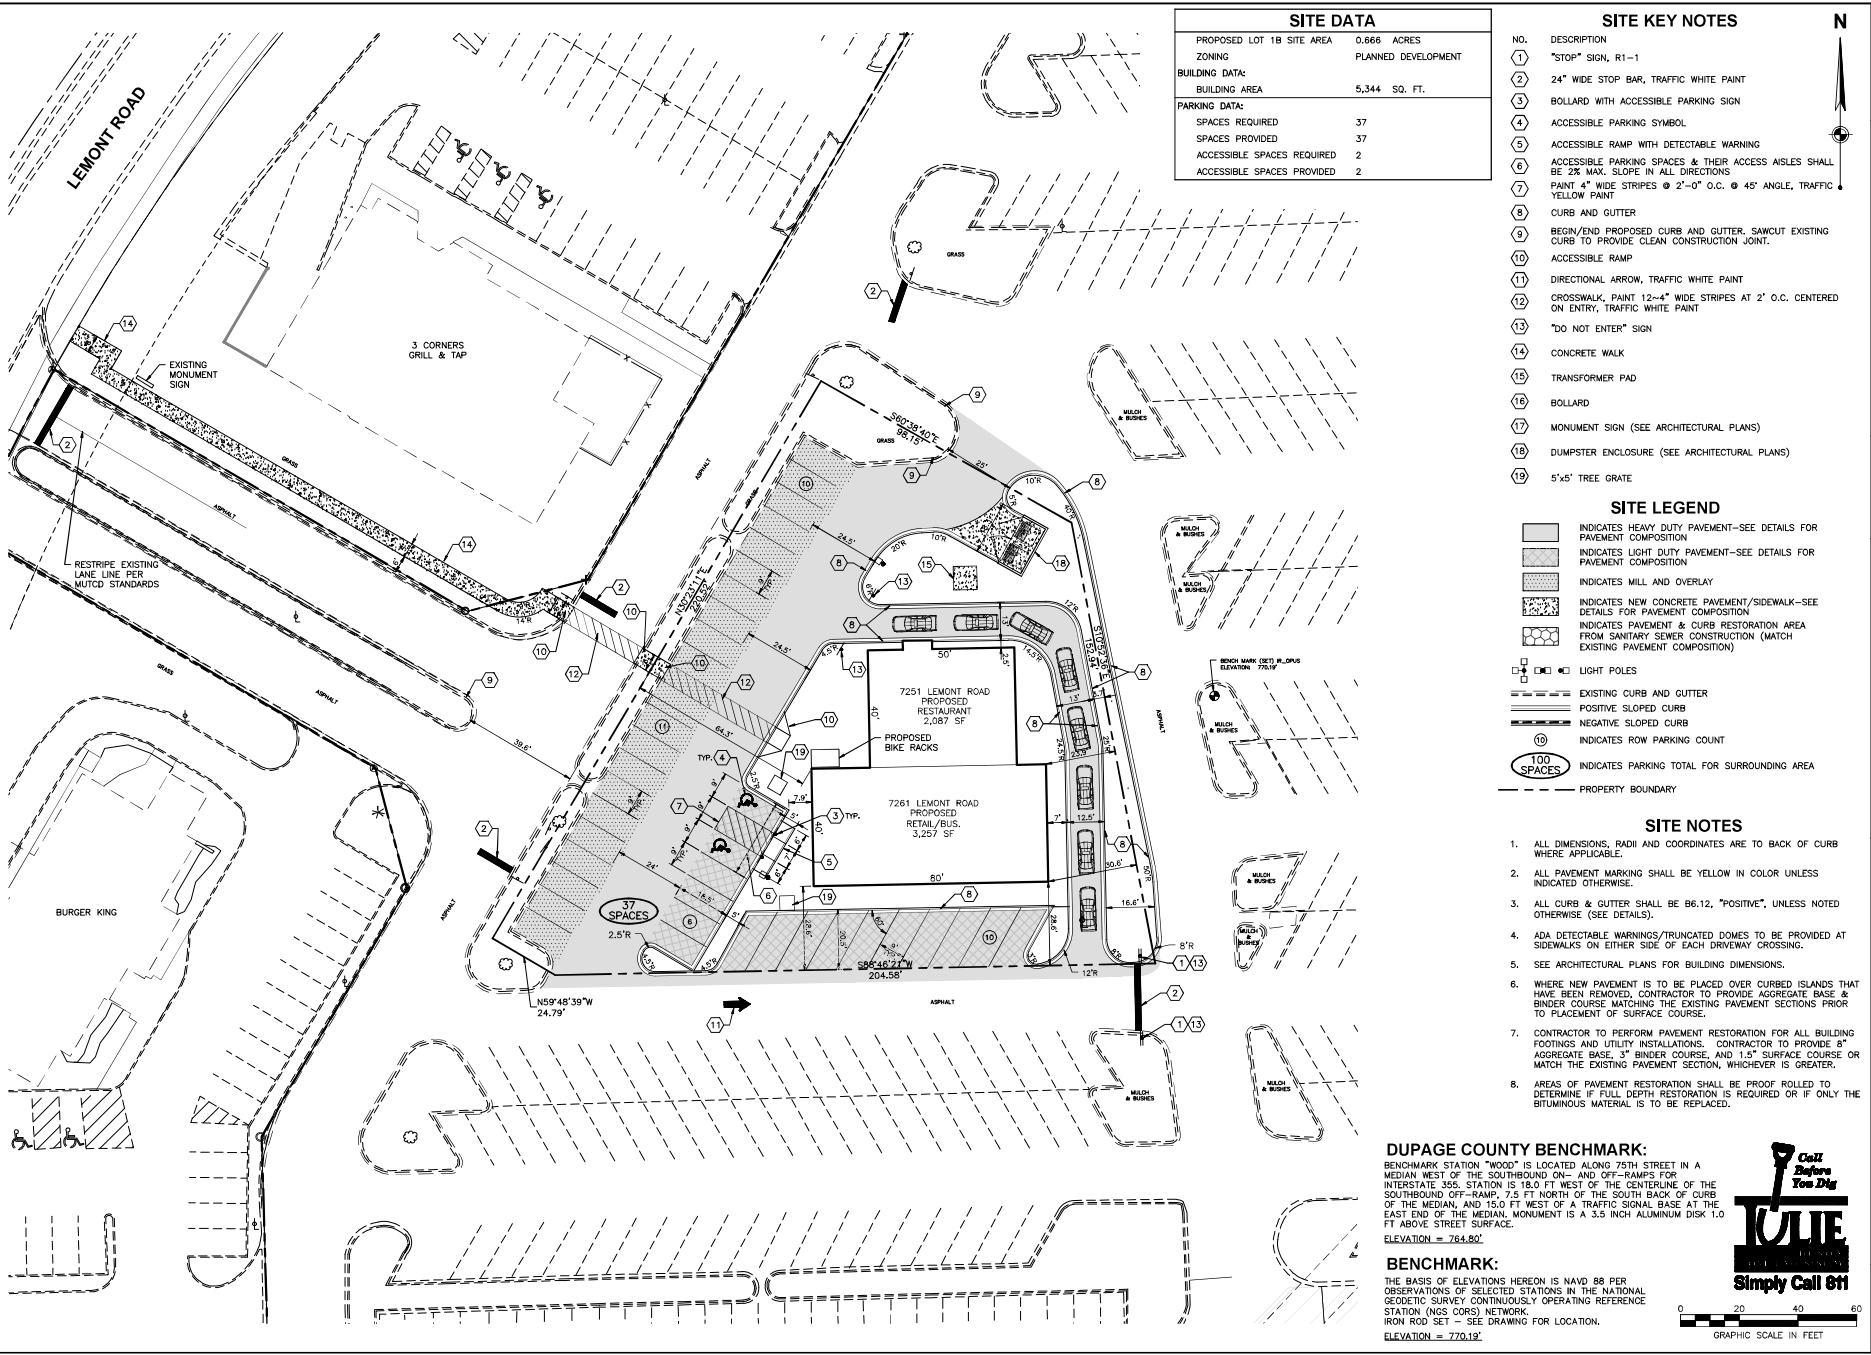 SITE DATA
PROPOSED LOT 1B SITE AREA 0.666 ACRES
ZONING PLANNED DEVELOPMENT
BUILDING DATA:
BUILDING AREA 5,344 SQ. FT.
PARKING DATA:
SPACES REQUIRED 37
SPACES PROVIDED 37
ACCESSIBLE SPACES REQUIRED 2
ACCESSIBLE SPACES PROVIDED 2
SITE KEY NOTES
N
NO. DESCRIPTION
1 "STOP" SIGN, R1-1
2 24" WIDE STOP BAR, TRAFFIC WHITE PAINT
3 BOLLARD WITH ACCESSIBLE PARKING SIGN
4 ACCESSIBLE PARKING SYMBOL
5 ACCESSIBLE RAMP WITH DETECTABLE WARNING
6 ACCESSIBLE PARKING SPACES & THEIR ACCESS AISLES SHALL
BE 2% MAX. SLOPE IN ALL DIRECTIONS
7 PAINT 4" WIDE STRIPES @ 2'-0" O.C. @ 45° ANGLE, TRAFFIC
YELLOW PAINT
8 CURB AND GUTTER
9 BEGIN/END PROPOSED CURB AND GUTTER. SAWCUT EXISTING
CURB TO PROVIDE CLEAN CONSTRUCTION JOINT.
10 ACCESSIBLE RAMP
11 DIRECTIONAL ARROW, TRAFFIC WHITE PAINT
12 CROSSWALK, PAINT 12~4" WIDE STRIPES AT 2' O.C. CENTERED
ON ENTRY, TRAFFIC WHITE PAINT
13 "DO NOT ENTER" SIGN
14 CONCRETE WALK
15 TRANSFORMER PAD
16 BOLLARD
17 MONUMENT SIGN (SEE ARCHITECTURAL PLANS)
18 DUMPSTER ENCLOSURE (SEE ARCHITECTURAL PLANS)
19 5'x5' TREE GRATE
SITE LEGEND
INDICATES HEAVY DUTY PAVEMENT-SEE DETAILS FOR
PAVEMENT COMPOSITION
INDICATES LIGHT DUTY PAVEMENT-SEE DETAILS FOR
PAVEMENT COMPOSITION
INDICATES MILL AND OVERLAY
INDICATES NEW CONCRETE PAVEMENT/SIDEWALK-SEE
DETAILS FOR PAVEMENT COMPOSITION
INDICATES PAVEMENT & CURB RESTORATION AREA
FROM SANITARY SEWER CONSTRUCTION (MATCH
EXISTING PAVEMENT COMPOSITION)
LIGHT POLES
EXISTING CURB AND GUTTER
POSITIVE SLOPED CURB
NEGATIVE SLOPED CURB
10 INDICATES ROW PARKING COUNT
100
SPACES
INDICATES PARKING TOTAL FOR SURROUNDING AREA
PROPERTY BOUNDARY
SITE NOTES
1. ALL DIMENSIONS, RADII AND COORDINATES ARE TO BACK OF CURB
WHERE APPLICABLE.
2. ALL PAVEMENT MARKING SHALL BE YELLOW IN COLOR UNLESS
INDICATED OTHERWISE.
3. ALL CURB & GUTTER SHALL BE B6.12, "POSITIVE", UNLESS NOTED
OTHERWISE (SEE DETAILS).
4. ADA DETECTABLE WARNINGS/TRUNCATED DOMES TO BE PROVIDED AT
SIDEWALKS ON EITHER SIDE OF EACH DRIVEWAY CROSSING.
5. SEE ARCHITECTURAL PLANS FOR BUILDING DIMENSIONS.
6. WHERE NEW PAVEMENT IS TO BE PLACED OVER CURBED ISLANDS THAT
HAVE BEEN REMOVED, CONTRACTOR TO PROVIDE AGGREGATE BASE &
BINDER COURSE MATCHING THE EXISTING PAVEMENT SECTIONS PRIOR
TO PLACEMENT OF SURFACE COURSE.
7. CONTRACTOR TO PERFORM PAVEMENT RESTORATION FOR ALL BUILDING
FOOTINGS AND UTILITY INSTALLATIONS. CONTRACTOR TO PROVIDE 8"
AGGREGATE BASE, 3" BINDER COURSE, AND 1.5" SURFACE COURSE OR
MATCH THE EXISTING PAVEMENT SECTION, WHICHEVER IS GREATER.
8. AREAS OF PAVEMENT RESTORATION SHALL BE PROOF ROLLED TO
DETERMINE IF FULL DEPTH RESTORATION IS REQUIRED OR IF ONLY THE
BITUMINOUS MATERIAL IS TO BE REPLACED.
DUPAGE COUNTY BENCHMARK:
BENCHMARK STATION "WOOD" IS LOCATED ALONG 75TH STREET IN A
MEDIAN WEST OF THE SOUTHBOUND ON- AND OFF-RAMPS FOR
INTERSTATE 355. STATION IS 18.0 FT WEST OF THE CENTERLINE OF THE
SOUTHBOUND OFF-RAMP, 7.5 FT NORTH OF THE SOUTH BACK OF CURB
OF THE MEDIAN, AND 15.0 FT WEST OF A TRAFFIC SIGNAL BASE AT THE
EAST END OF THE MEDIAN. MONUMENT IS A 3.5 INCH ALUMINUM DISK 1.0
FT ABOVE STREET SURFACE.
ELEVATION = 764.80'
BENCHMARK:
THE BASIS OF ELEVATIONS HEREON IS NAVD 88 PER
OBSERVATIONS OF SELECTED STATIONS IN THE NATIONAL
GEODETIC SURVEY CONTINUOUSLY OPERATING REFERENCE
STATION (NGS CORS) NETWORK.
IRON ROD SET - SEE DRAWING FOR LOCATION.
ELEVATION = 770.19'
Call
Before
You Dig
JULIE
Simply Call 811
0 20 40 60
GRAPHIC SCALE IN FEET
LEMONT ROAD
3 CORNERS
GRILL & TAP
EXISTING
MONUMENT
SIGN
RESTRIPE EXISTING
LANE LINE PER
MUTCD STANDARDS
BURGER KING
GRASS
ASPHALT
MULCH
& BUSHES
BENCH MARK (SET) IR_OPUS
ELEVATION: 770.19'
7251 LEMONT ROAD
PROPOSED
RESTAURANT
2,087 SF
PROPOSED
BIKE RACKS
7261 LEMONT ROAD
PROPOSED
RETAIL/BUS.
3,257 SF
37
SPACES
S60°38'40"E
98.15'
N30°23'11"E
220.52'
S10°52'36"E
152.94'
S88°46'21"W
204.58'
N59°48'39"W
24.79'
39.6'
64.3'
24.5'
50'
80'
40'
30.6'
16.6'
12.5'
TYP.